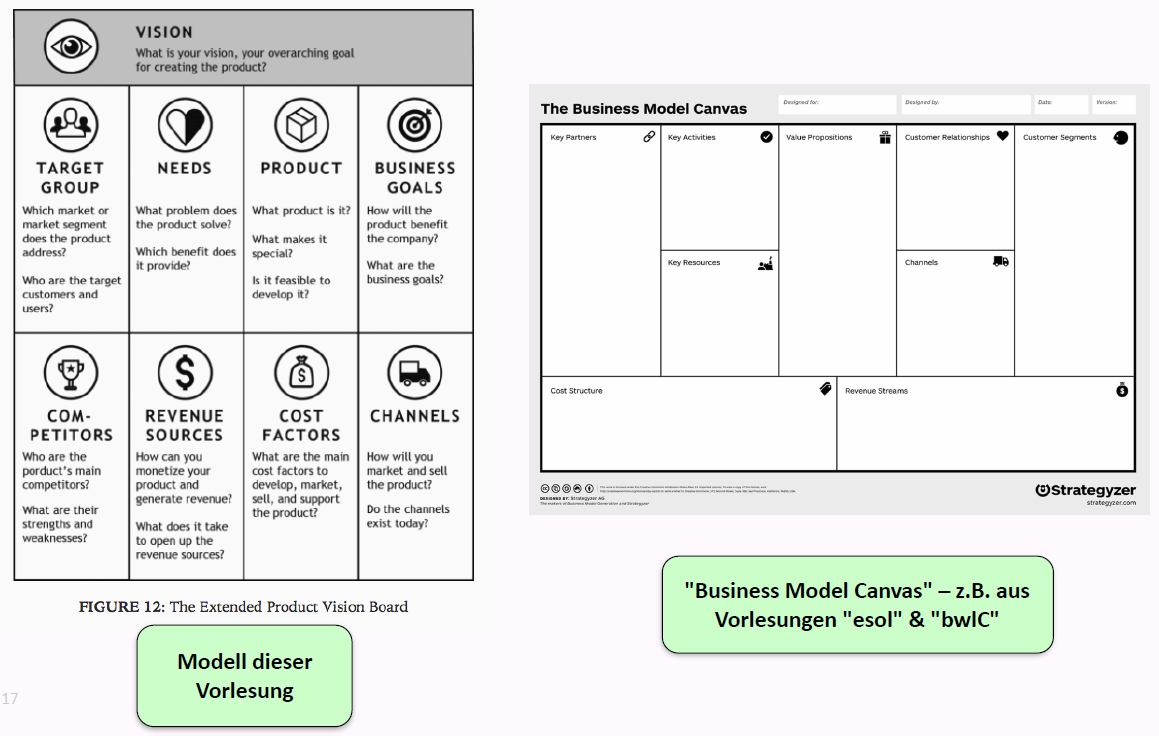 VISION
What is your vision, your overarching goal
for creating the product?
TARGET
GROUP
Which market or
market segment
does the product
address?
Who are the target
customers and
users?
NEEDS
What problem does
the product solve?
Which benefit does
it provide?
PRODUCT
What product is it?
What makes it
special?
Is it feasible to
develop it?
BUSINESS
GOALS
How will the
product benefit
the company?
What are the
business goals?
COM-
PETITORS
Who are the
porduct's main
competitors?
What are their
strengths and
weaknesses?
REVENUE
SOURCES
How can you
monetize your
product and
generate revenue?
What does it take
to open up the
revenue sources?
COST
FACTORS
What are the main
cost factors to
develop, market,
sell, and support
the product?
CHANNELS
How will you
market and sell
the product?
Do the channels
exist today?
FIGURE 12: The Extended Product Vision Board
Modell dieser
Vorlesung
17
The Business Model Canvas
Designed for:
Designed by:
Date:
Version:
Key Partners
Key Activities
Value Propositions
Customer Relationships
Customer Segments
Key Resources
Channels
Cost Structure
Revenue Streams
DESIGNED BY: Strategyzer AG
The makers of Business Model Generation and Strategyzer
Strategyzer
strategyzer.com
"Business Model Canvas" – z.B. aus
Vorlesungen "esol" & "bwlC"